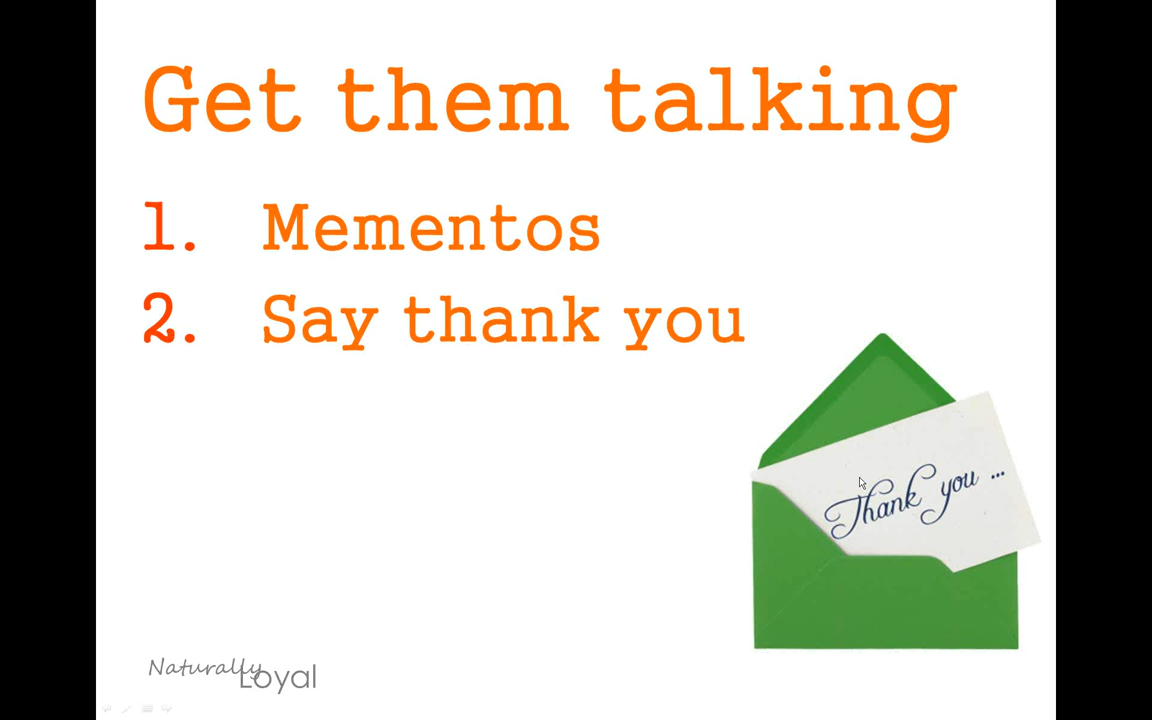 Get them talking
1. Mementos
2. Say thank you
Thank you ...
Naturally
Loyal